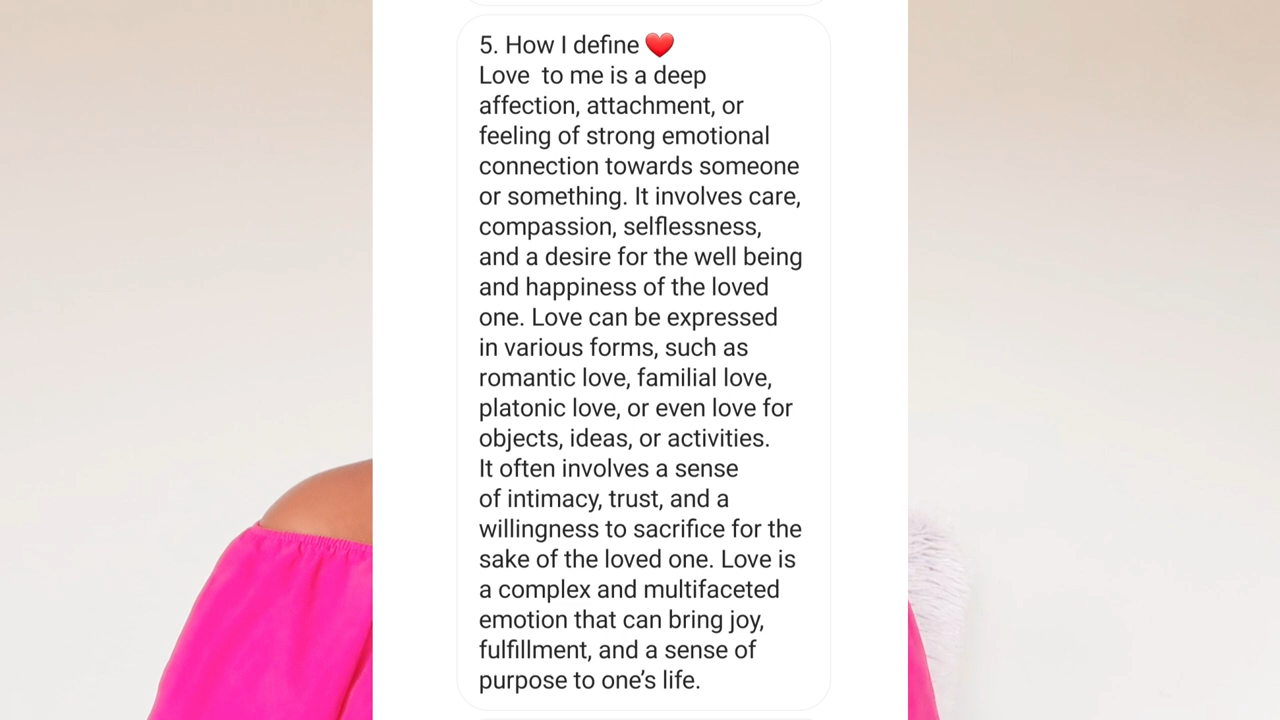 5. How I define ❤️
Love  to me is a deep
affection, attachment, or
feeling of strong emotional
connection towards someone
or something. It involves care,
compassion, selflessness,
and a desire for the well being
and happiness of the loved
one. Love can be expressed
in various forms, such as
romantic love, familial love,
platonic love, or even love for
objects, ideas, or activities.
It often involves a sense
of intimacy, trust, and a
willingness to sacrifice for the
sake of the loved one. Love is
a complex and multifaceted
emotion that can bring joy,
fulfillment, and a sense of
purpose to one’s life.